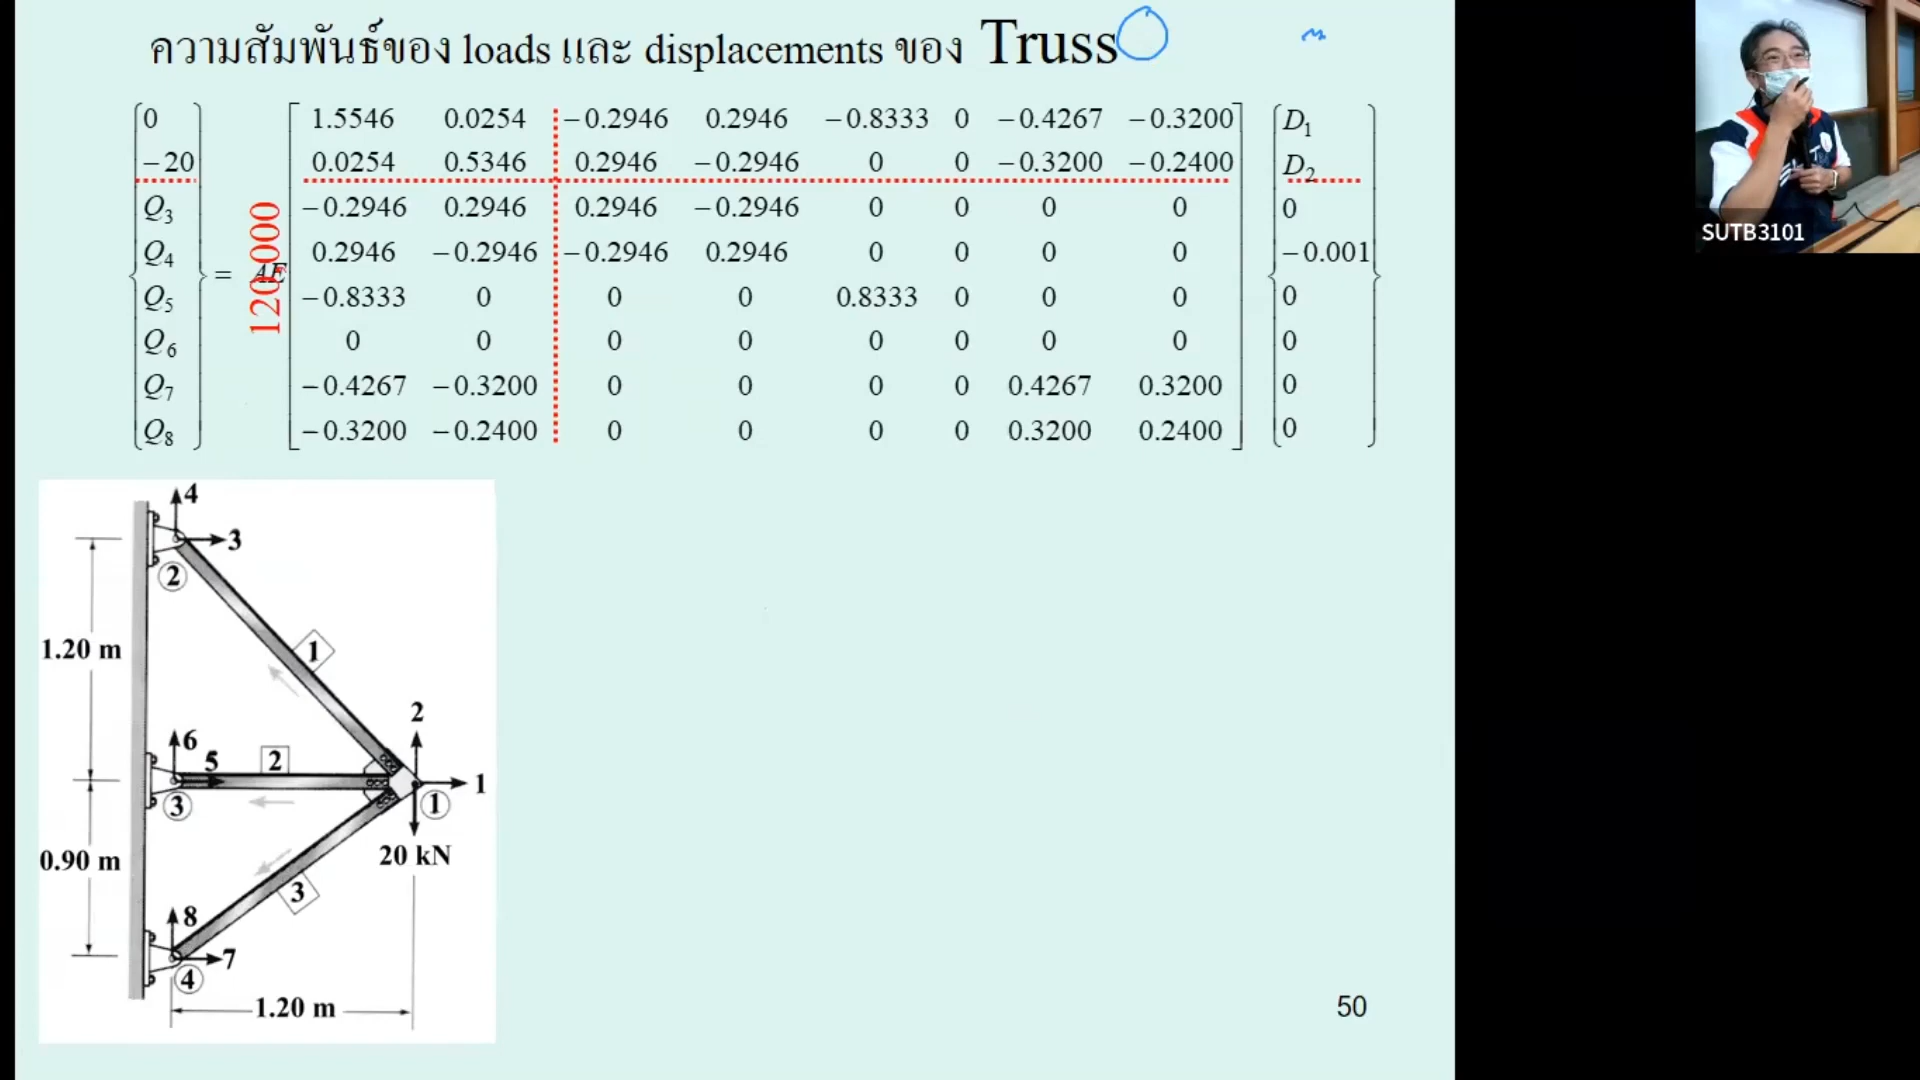 ความสัมพันธ์ของ loads และ displacements ของ Truss
0 1.5546 0.0254 −0.2946 0.2946 −0.8333 0 −0.4267 −0.3200 D1
−20 0.0254 0.5346 0.2946 −0.2946 0 0 −0.3200 −0.2400 D2
Q3 −0.2946 0.2946 0.2946 −0.2946 0 0 0 0 0
Q4 0.2946 −0.2946 −0.2946 0.2946 0 0 0 0 −0.001
= AE
120,000
Q5 −0.8333 0 0 0 0.8333 0 0 0 0
Q6 0 0 0 0 0 0 0 0 0
Q7 −0.4267 −0.3200 0 0 0 0 0.4267 0.3200 0
Q8 −0.3200 −0.2400 0 0 0 0 0.3200 0.2400 0
SUTB3101
4
3
2
1.20 m
1
2
6
5
2
1
3
1
20 kN
0.90 m
3
8
7
4
1.20 m
50